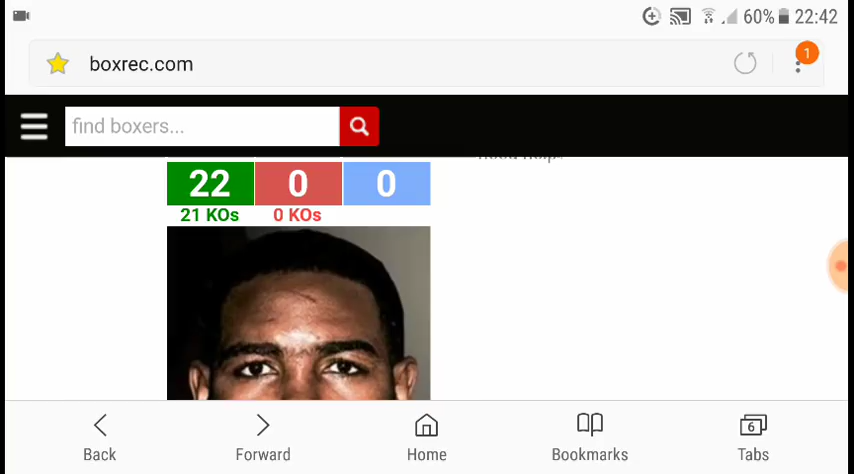 60% 22:42
boxrec.com
1
find boxers...
22 0 0
21 KOs 0 KOs
6
Back Forward Home Bookmarks Tabs